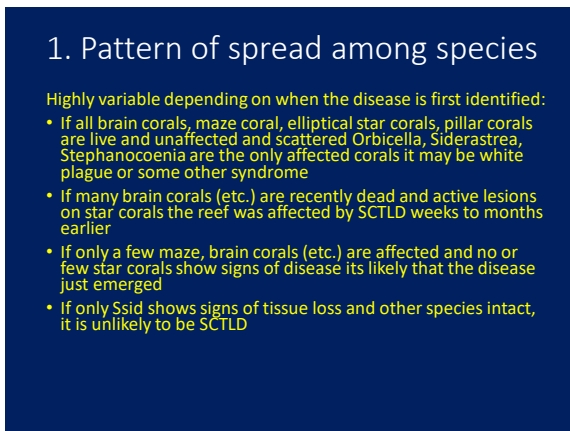 1. Pattern of spread among species
Highly variable depending on when the disease is first identified:
• If all brain corals, maze coral, elliptical star corals, pillar corals
are live and unaffected and scattered Orbicella, Siderastrea,
Stephanocoenia are the only affected corals it may be white
plague or some other syndrome
• If many brain corals (etc.) are recently dead and active lesions
on star corals the reef was affected by SCTLD weeks to months
earlier
• If only a few maze, brain corals (etc.) are affected and no or
few star corals show signs of disease its likely that the disease
just emerged
• If only Ssid shows signs of tissue loss and other species intact,
it is unlikely to be SCTLD